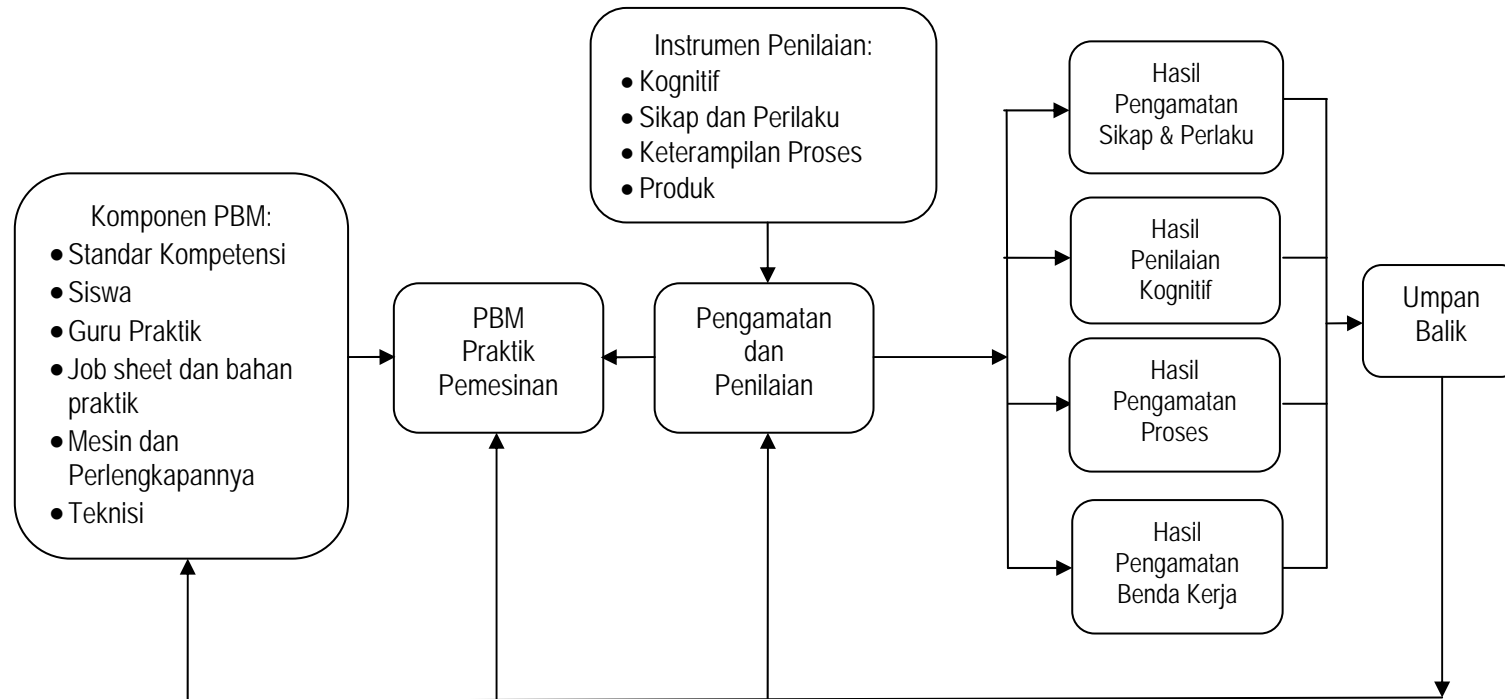 Instrumen Penilaian:
• Kognitif
• Sikap dan Perilaku
• Keterampilan Proses
• Produk
Komponen PBM:
• Standar Kompetensi
• Siswa
• Guru Praktik
• Job sheet dan bahan
praktik
• Mesin dan
Perlengkapannya
• Teknisi
PBM
Praktik
Pemesinan
Pengamatan
dan
Penilaian
Hasil
Pengamatan
Sikap & Perlaku
Hasil
Penilaian
Kognitif
Hasil
Pengamatan
Proses
Hasil
Pengamatan
Benda Kerja
Umpan
Balik